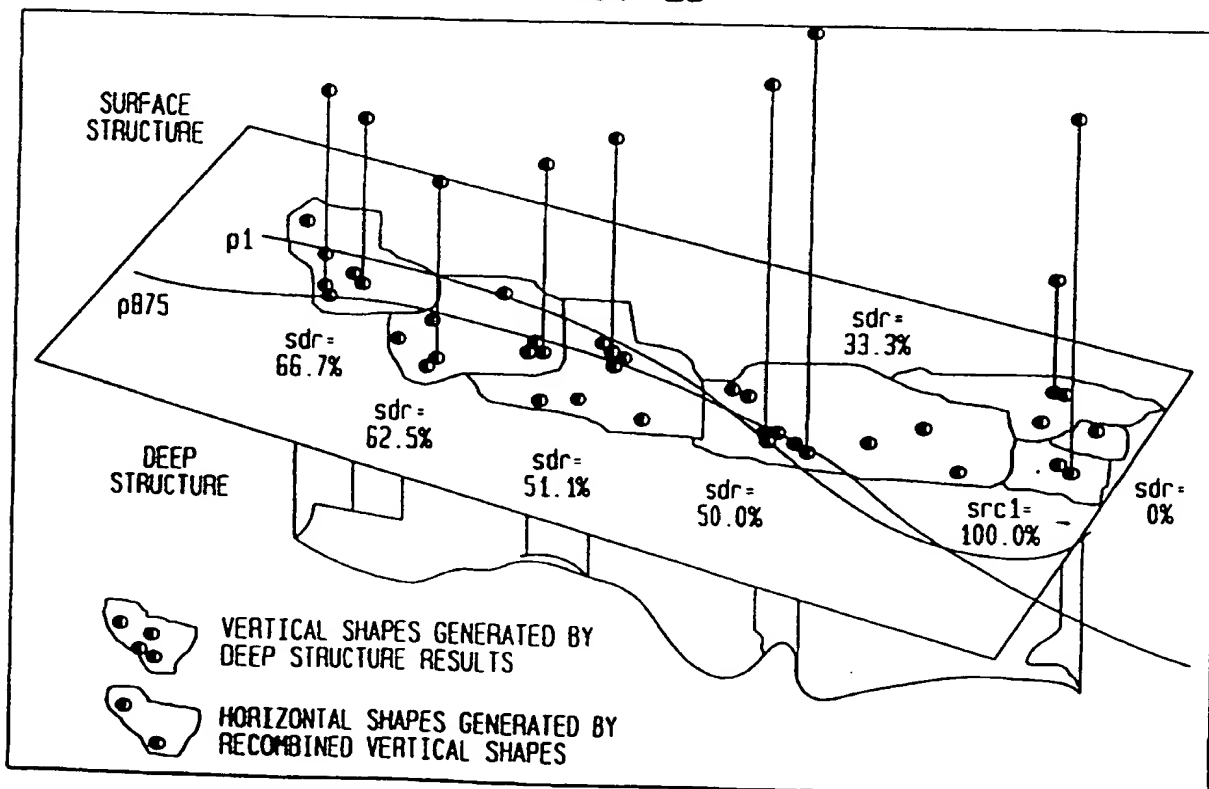 SURFACE
STRUCTURE
p1
p875
sdr=
66.7%
sdr=
62.5%
sdr=
51.1%
sdr=
50.0%
sdr=
33.3%
src1=
100.0%
sdr=
0%
DEEP
STRUCTURE
VERTICAL SHAPES GENERATED BY
DEEP STRUCTURE RESULTS
HORIZONTAL SHAPES GENERATED BY
RECOMBINED VERTICAL SHAPES